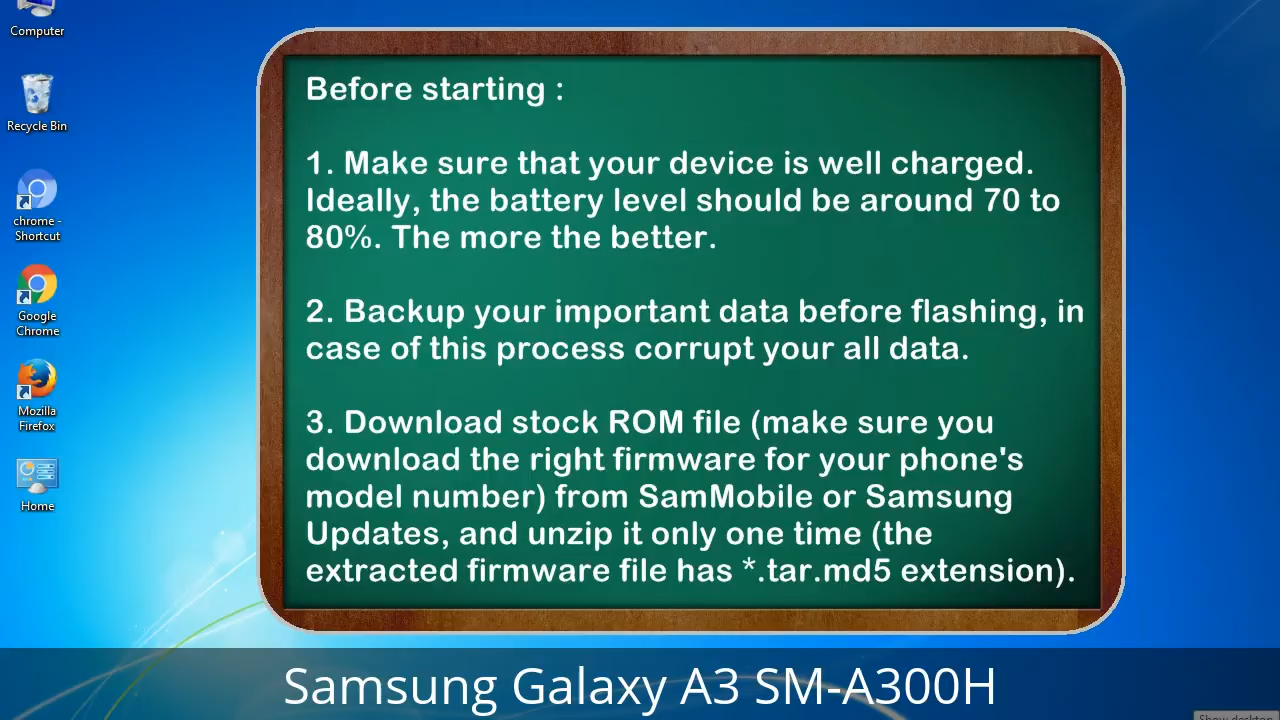 Computer
Recycle Bin
chrome -
Shortcut
Google
Chrome
Mozilla
Firefox
Home
Before starting :
1. Make sure that your device is well charged.
Ideally, the battery level should be around 70 to
80%. The more the better.
2. Backup your important data before flashing, in
case of this process corrupt your all data.
3. Download stock ROM file (make sure you
download the right firmware for your phone's
model number) from SamMobile or Samsung
Updates, and unzip it only one time (the
extracted firmware file has *.tar.md5 extension).
Samsung Galaxy A3 SM-A300H
Show desktop